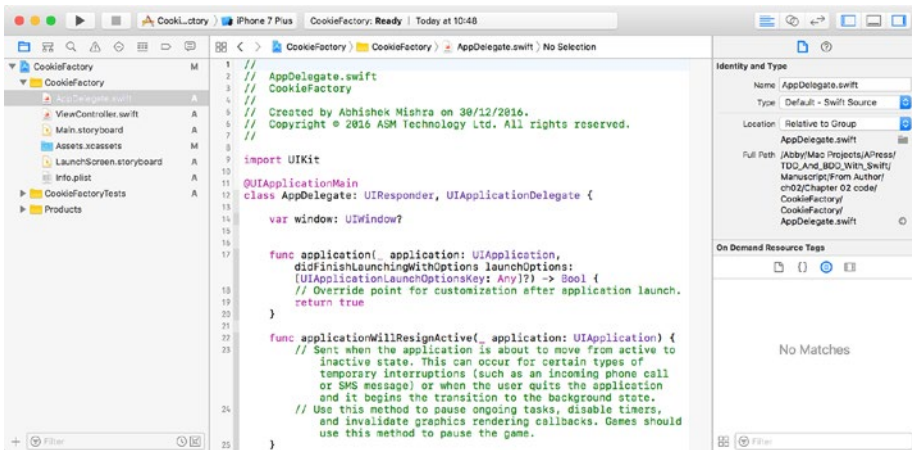 Cooki...ctory
iPhone 7 Plus
CookieFactory: Ready | Today at 10:48
CookieFactory
M
CookieFactory
AppDelegate.swift
A
ViewController.swift
A
Main.storyboard
A
Assets.xcassets
M
LaunchScreen.storyboard
A
Info.plist
A
CookieFactoryTests
A
Products
Filter
CookieFactory
CookieFactory
AppDelegate.swift
No Selection
1 //
2 // AppDelegate.swift
3 // CookieFactory
4 //
5 // Created by Abhishek Mishra on 30/12/2016.
6 // Copyright © 2016 ASM Technology Ltd. All rights reserved.
7 //
8
9 import UIKit
10
11 @UIApplicationMain
12 class AppDelegate: UIResponder, UIApplicationDelegate {
13
14 var window: UIWindow?
15
16
17 func application(_ application: UIApplication,
didFinishLaunchingWithOptions launchOptions:
[UIApplicationLaunchOptionsKey: Any]?) -> Bool {
18 // Override point for customization after application launch.
19 return true
20 }
21
22 func applicationWillResignActive(_ application: UIApplication) {
23 // Sent when the application is about to move from active to
inactive state. This can occur for certain types of
temporary interruptions (such as an incoming phone call
or SMS message) or when the user quits the application
and it begins the transition to the background state.
24 // Use this method to pause ongoing tasks, disable timers,
and invalidate graphics rendering callbacks. Games should
use this method to pause the game.
25 }
Identity and Type
Name AppDelegate.swift
Type Default - Swift Source
Location Relative to Group
AppDelegate.swift
Full Path /Abby/Mac Projects/APress/
TDD_And_BDD_With_Swift/
Manuscript/From Author/
ch02/Chapter 02 code/
CookieFactory/
CookieFactory/
AppDelegate.swift
On Demand Resource Tags
No Matches
Filter